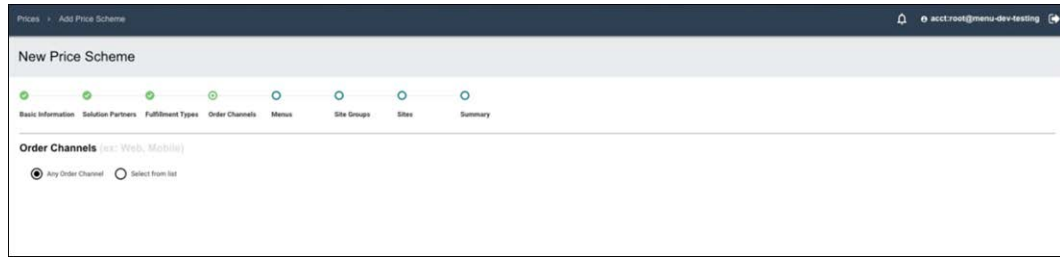 Prices > Add Price Scheme
acct:root@menu-dev-testing
New Price Scheme
Basic Information Solution Partners Fulfillment Types Order Channels Menus Site Groups Sites Summary
Order Channels (ex: Web, Mobile)
Any Order Channel Select from list